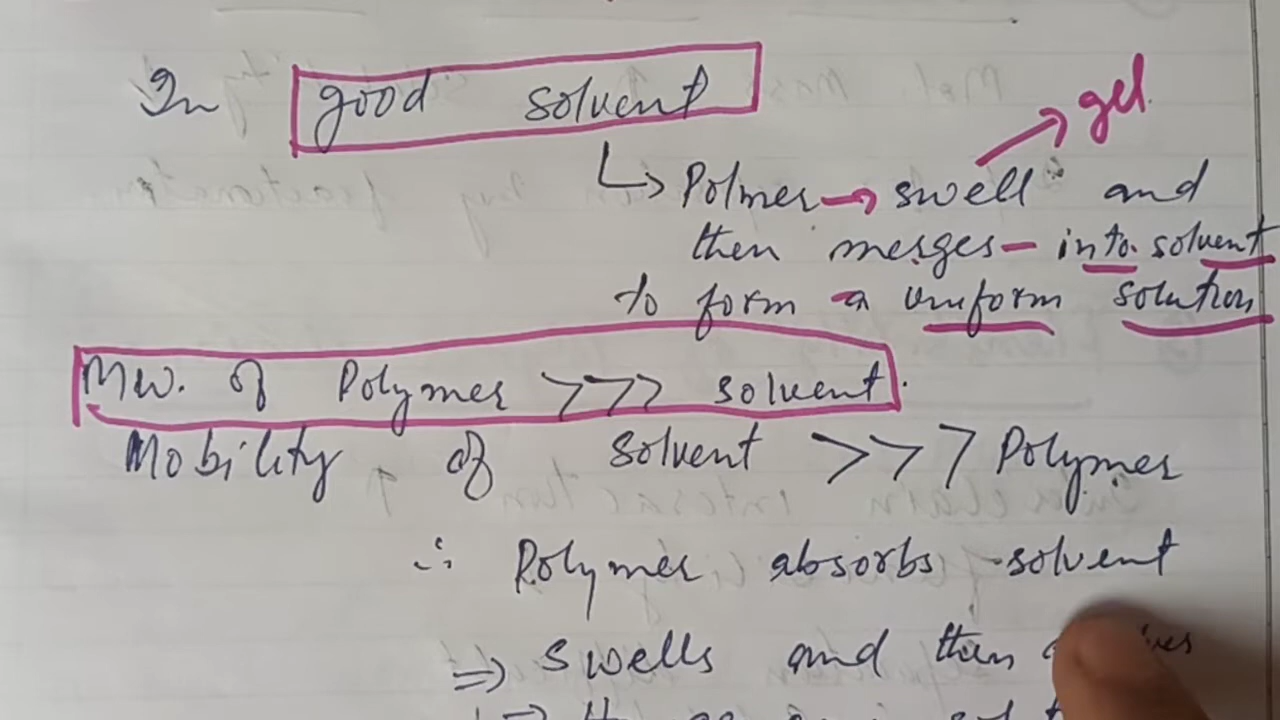 In good solvent
gel.
↳ Polmer → swell and
then merges – into solvent
to form a uniform solution
MW. of Polymer >>> solvent.
Mobility of solvent >>> Polymer
∴ Polymer absorbs solvent
⇒ swells and then